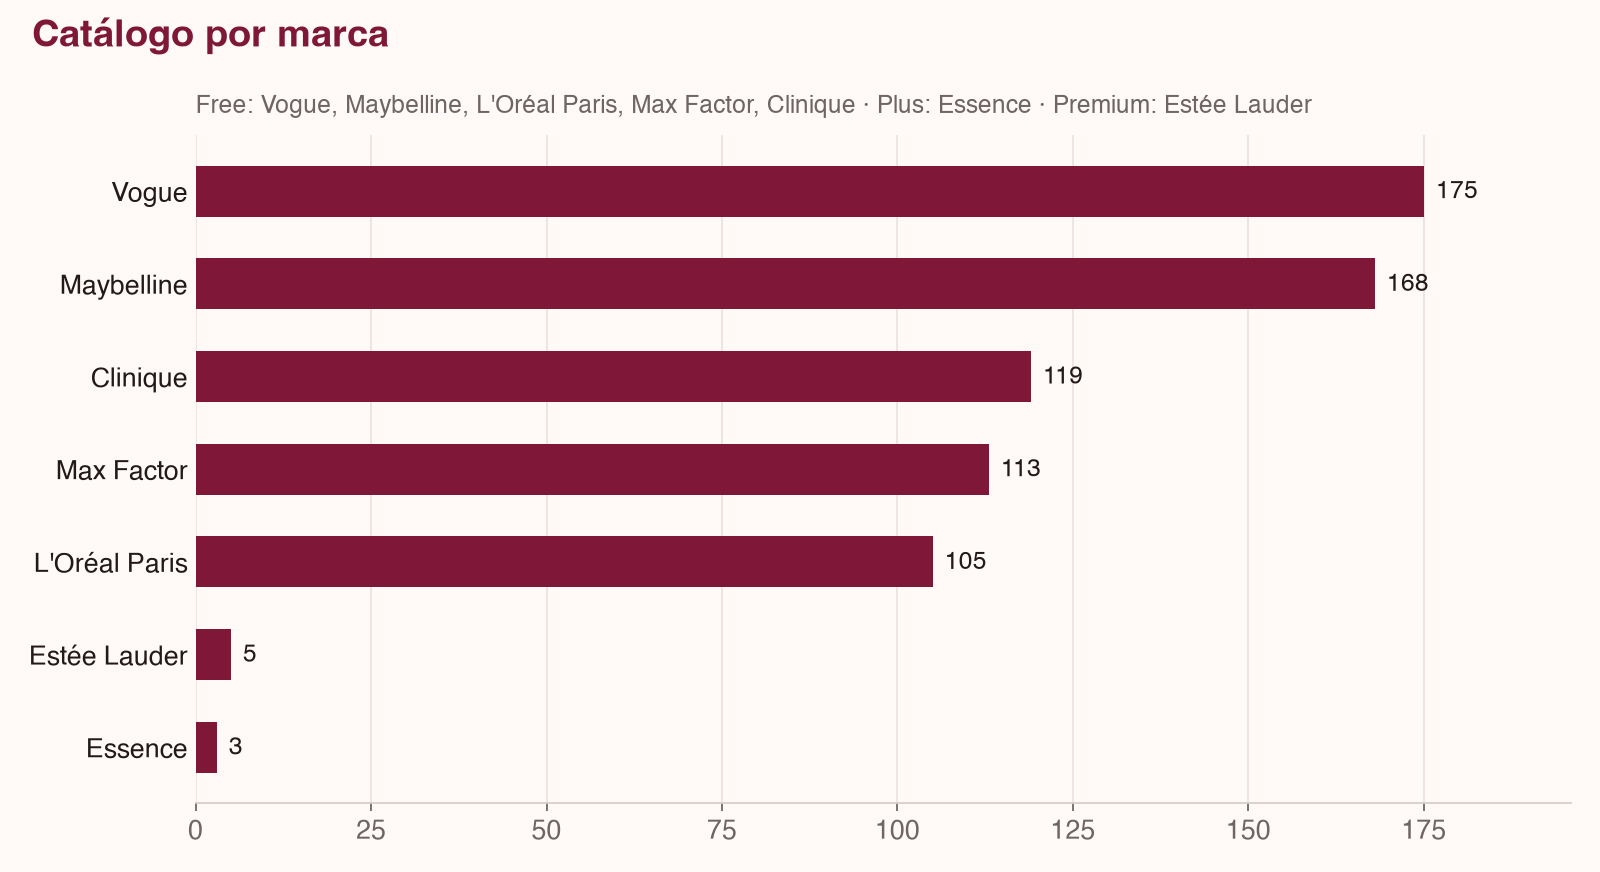 Catálogo por marca
Free: Vogue, Maybelline, L'Oréal Paris, Max Factor, Clinique · Plus: Essence · Premium: Estée Lauder
Vogue 175
Maybelline 168
Clinique 119
Max Factor 113
L'Oréal Paris 105
Estée Lauder 5
Essence 3
0 25 50 75 100 125 150 175